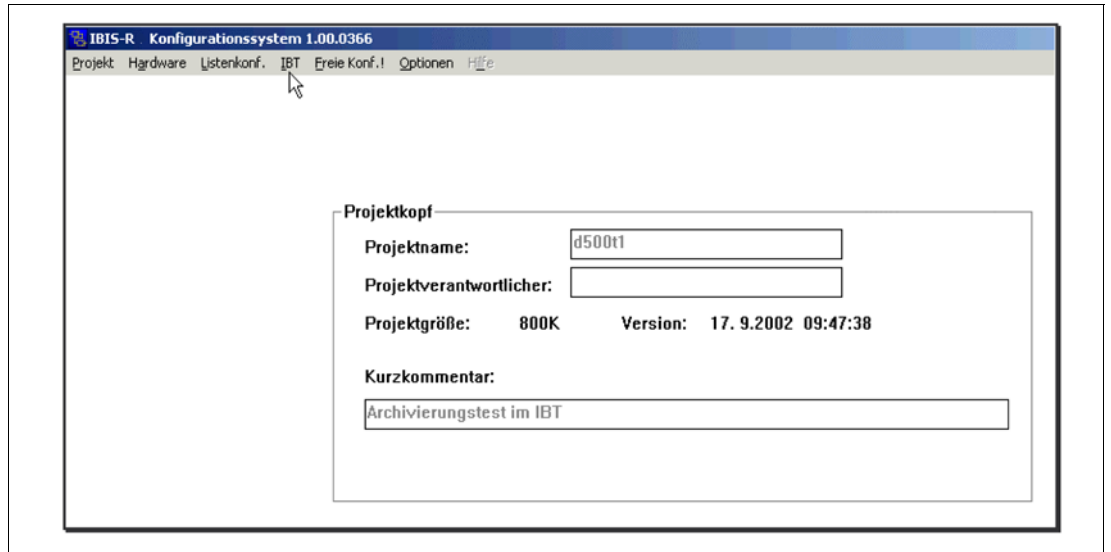 IBIS-R Konfigurationssystem 1.00.0366
Projekt Hardware Listenkonf. IBT Freie Konf.! Optionen Hilfe
Projektkopf
Projektname: d500t1
Projektverantwortlicher:
Projektgröße: 800K Version: 17. 9.2002 09:47:38
Kurzkommentar:
Archivierungstest im IBT